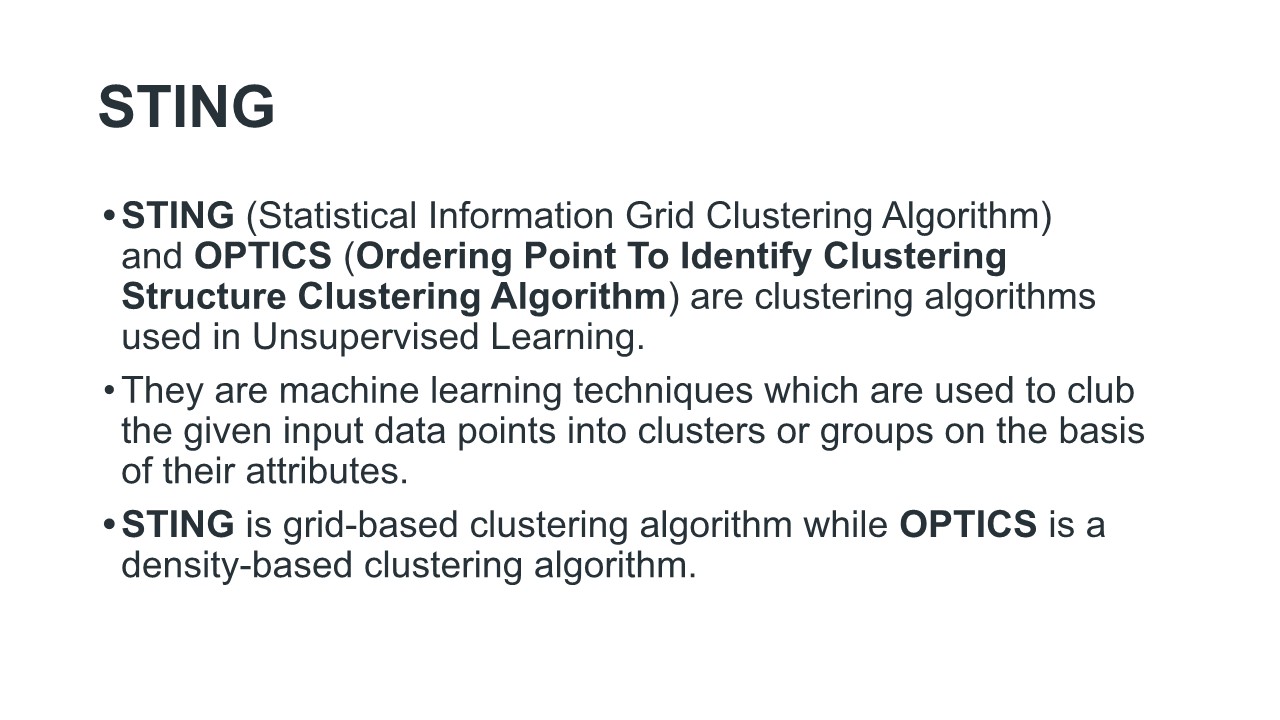 STING
•STING (Statistical Information Grid Clustering Algorithm)
and OPTICS (Ordering Point To Identify Clustering
Structure Clustering Algorithm) are clustering algorithms
used in Unsupervised Learning.
•They are machine learning techniques which are used to club
the given input data points into clusters or groups on the basis
of their attributes.
•STING is grid-based clustering algorithm while OPTICS is a
density-based clustering algorithm.